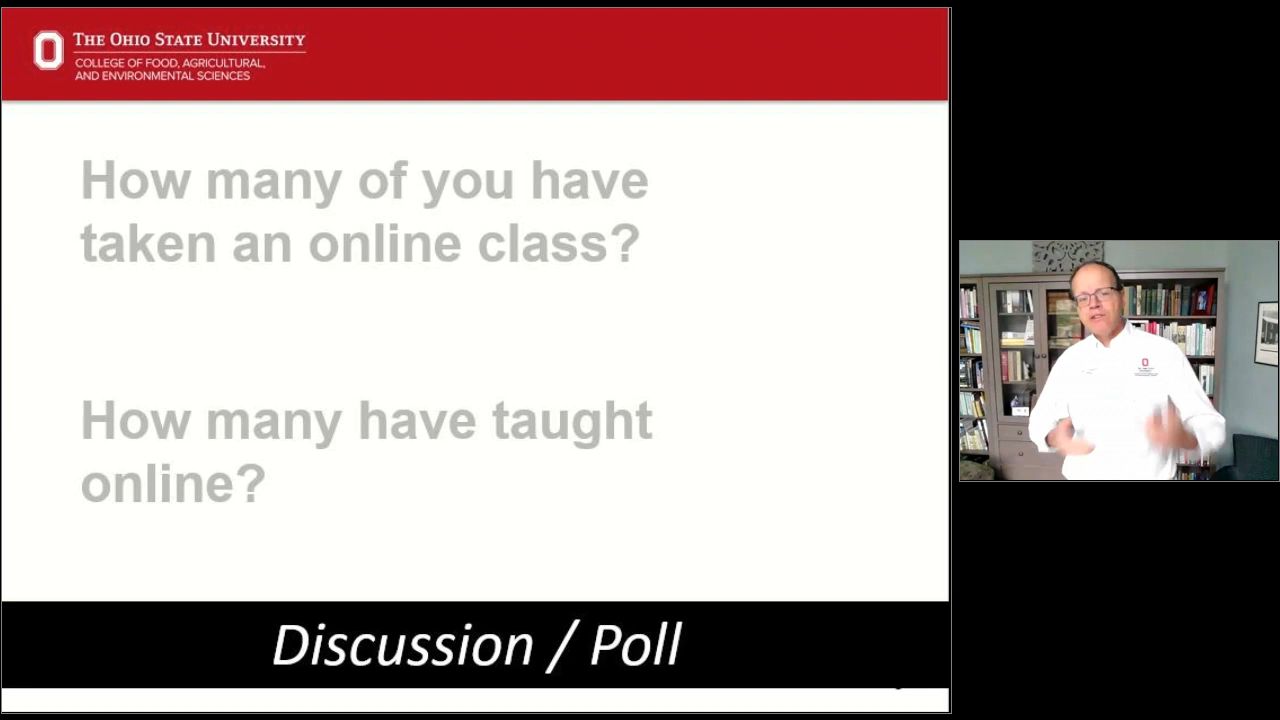 THE OHIO STATE UNIVERSITY
COLLEGE OF FOOD, AGRICULTURAL,
AND ENVIRONMENTAL SCIENCES
How many of you have
taken an online class?
How many have taught
online?
Discussion / Poll